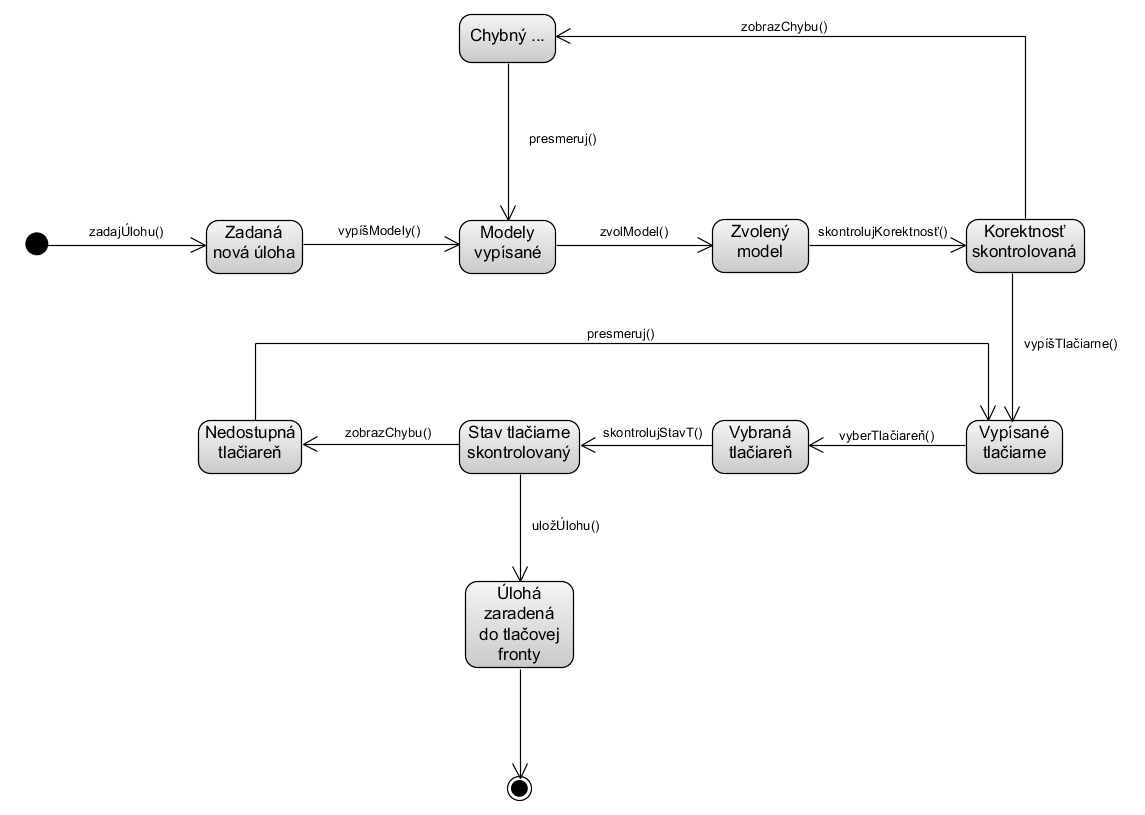 zobrazChybu()
Chybný ...
presmeruj()
zadajÚlohu()
Zadaná
nová úloha
vypíšModely()
Modely
vypísané
zvolModel()
Zvolený
model
skontrolujKorektnosť()
Korektnosť
skontrolovaná
presmeruj()
vypíšTlačiarne()
Nedostupná
tlačiareň
zobrazChybu()
Stav tlačiarne
skontrolovaný
skontrolujStavT()
Vybraná
tlačiareň
vyberTlačiareň()
Vypísané
tlačiarne
uložÚlohu()
Úlohá
zaradená
do tlačovej
fronty